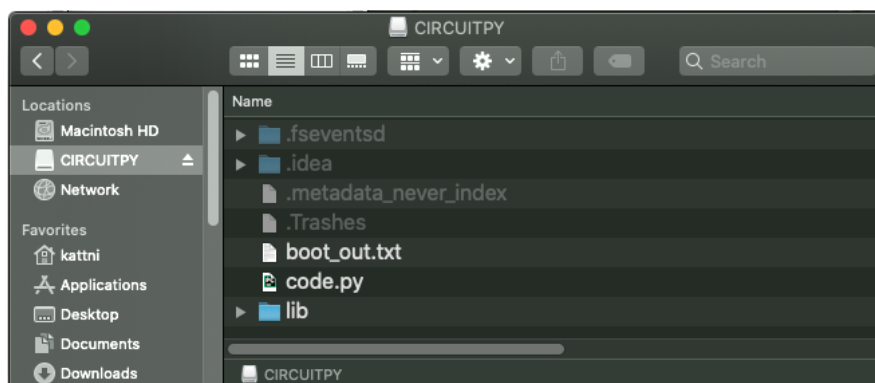 CIRCUITPY
Search
Locations
Macintosh HD
CIRCUITPY
Network
Favorites
kattni
Applications
Desktop
Documents
Downloads
Name
.fseventsd
.idea
.metadata_never_index
.Trashes
boot_out.txt
code.py
lib
CIRCUITPY